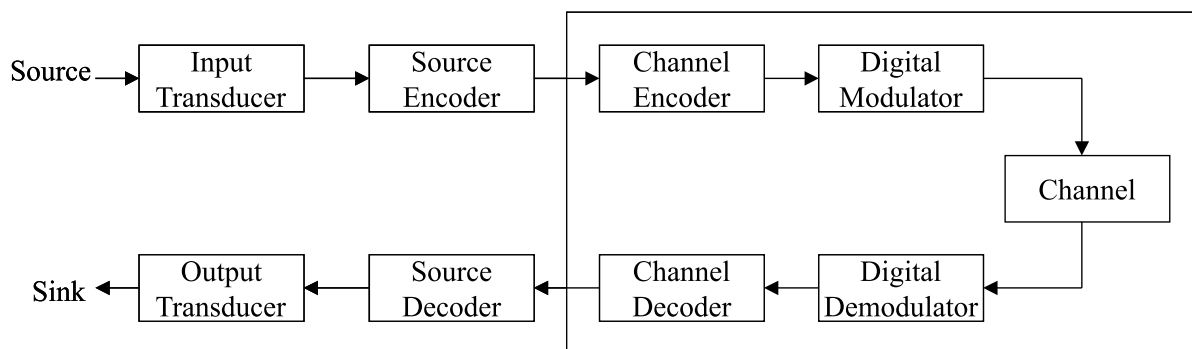 Source
Input
Transducer
Source
Encoder
Channel
Encoder
Digital
Modulator
Channel
Sink
Output
Transducer
Source
Decoder
Channel
Decoder
Digital
Demodulator